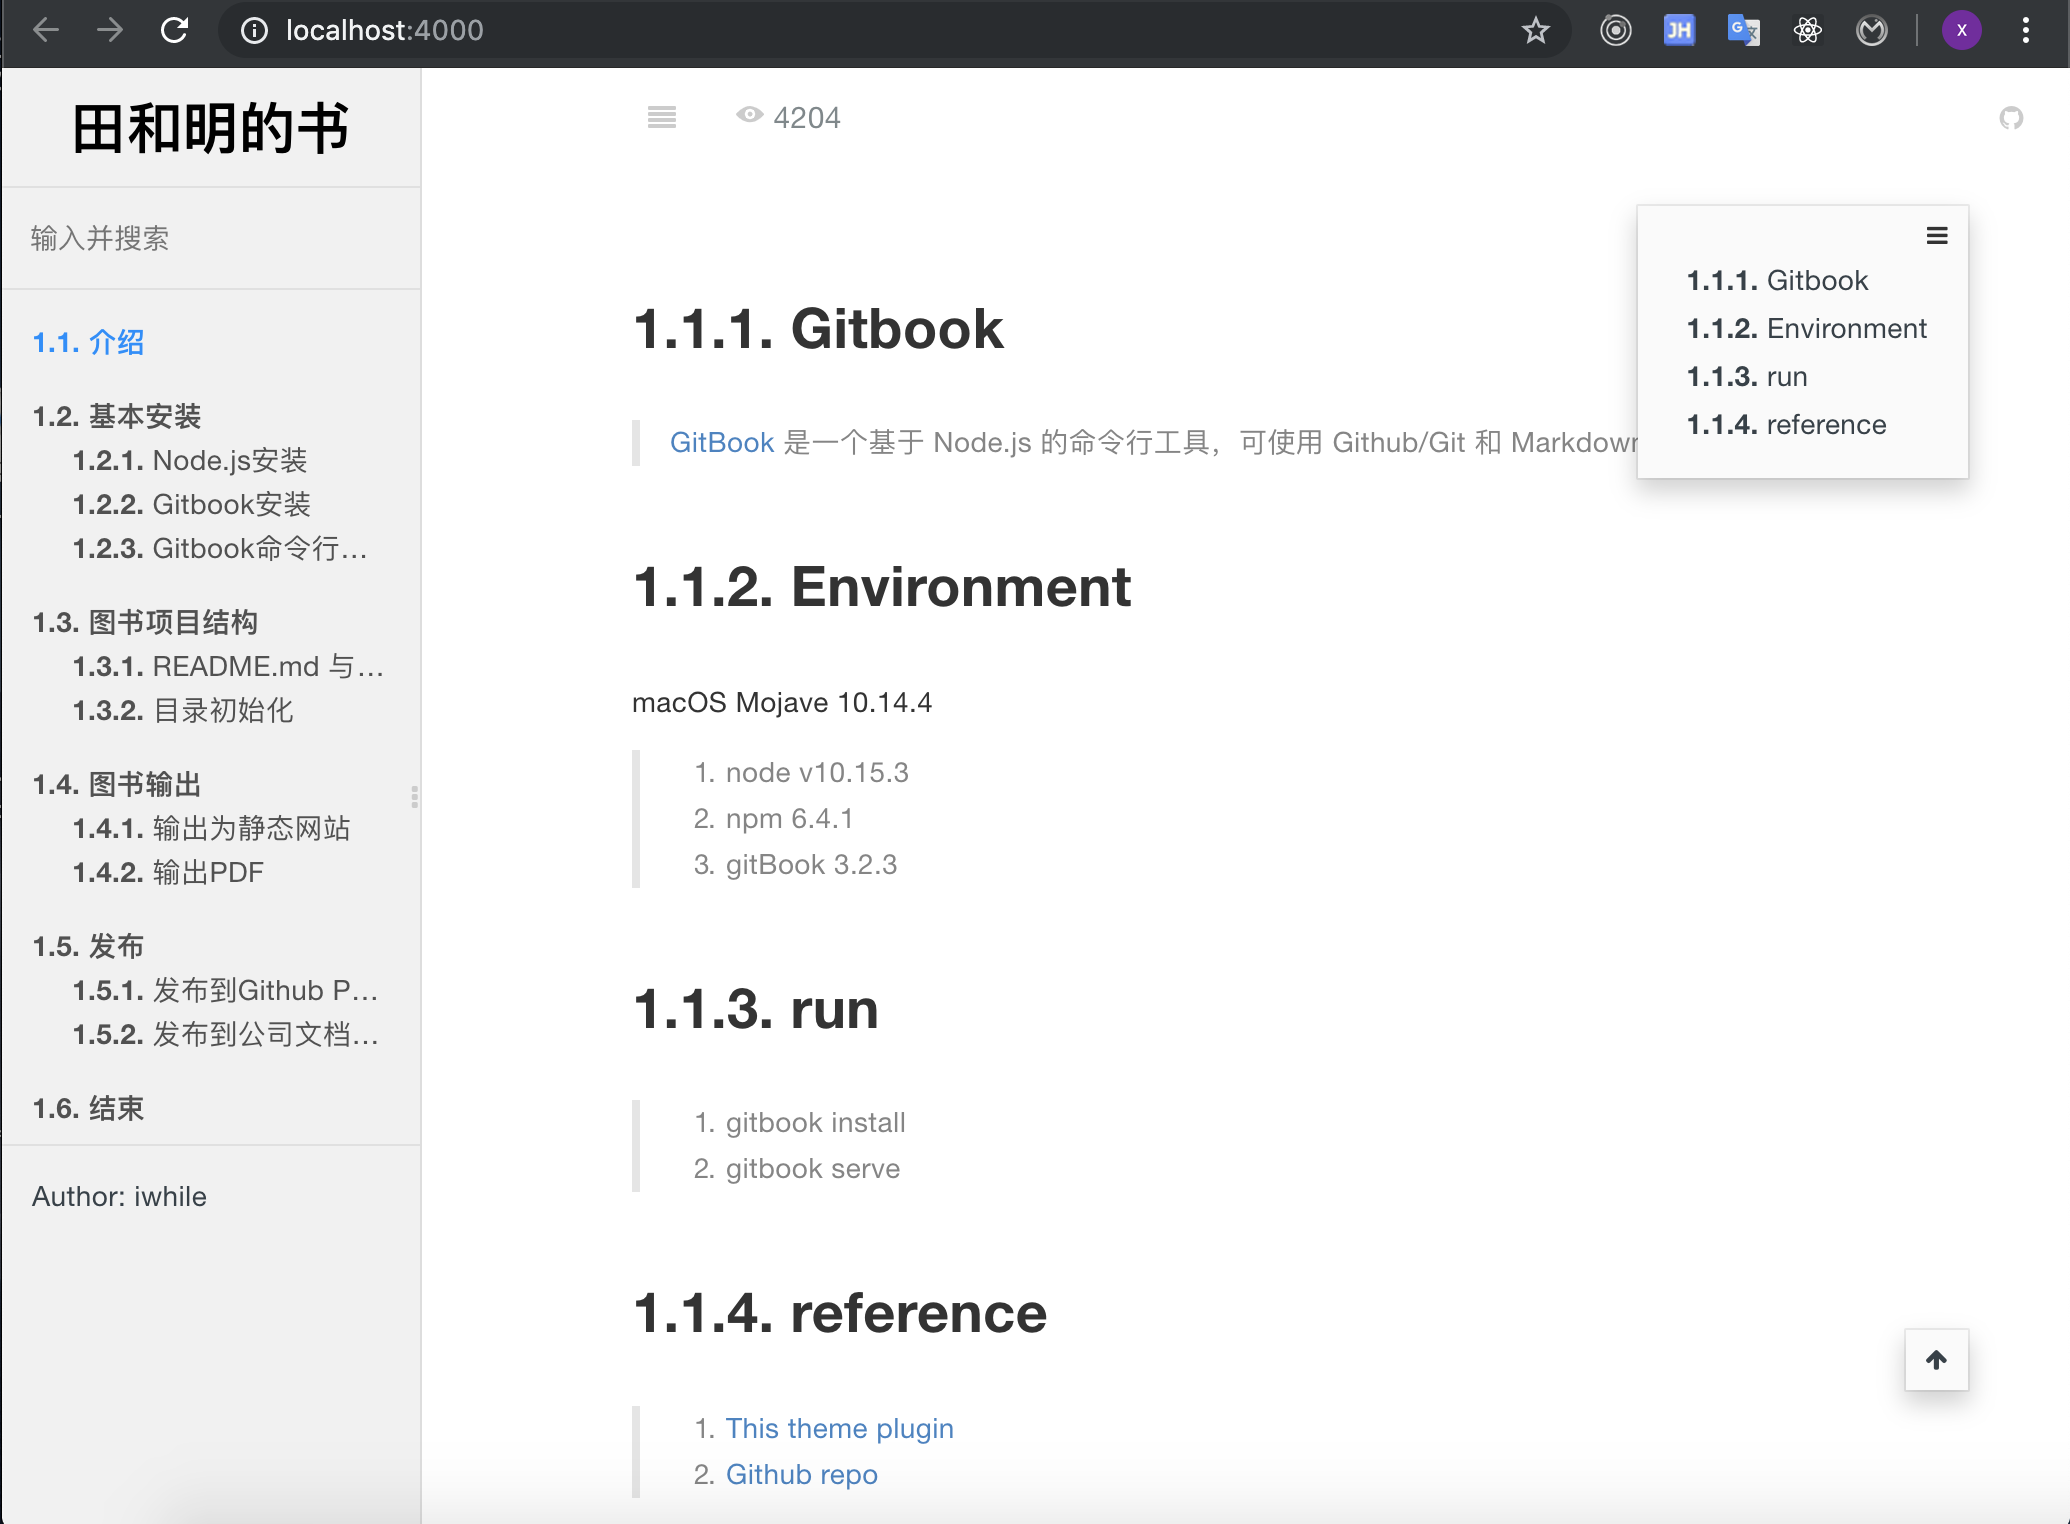 localhost:4000
JH
G 文
X
田和明的书
输入并搜索
1.1. 介绍
1.2. 基本安装
1.2.1. Node.js安装
1.2.2. Gitbook安装
1.2.3. Gitbook命令行…
1.3. 图书项目结构
1.3.1. README.md 与…
1.3.2. 目录初始化
1.4. 图书输出
1.4.1. 输出为静态网站
1.4.2. 输出PDF
1.5. 发布
1.5.1. 发布到Github P…
1.5.2. 发布到公司文档…
1.6. 结束
Author: iwhile
4204
1.1.1. Gitbook
GitBook 是一个基于 Node.js 的命令行工具，可使用 Github/Git 和 Markdown
1.1.2. Environment
macOS Mojave 10.14.4
1. node v10.15.3
2. npm 6.4.1
3. gitBook 3.2.3
1.1.3. run
1. gitbook install
2. gitbook serve
1.1.4. reference
1. This theme plugin
2. Github repo
1.1.1. Gitbook
1.1.2. Environment
1.1.3. run
1.1.4. reference